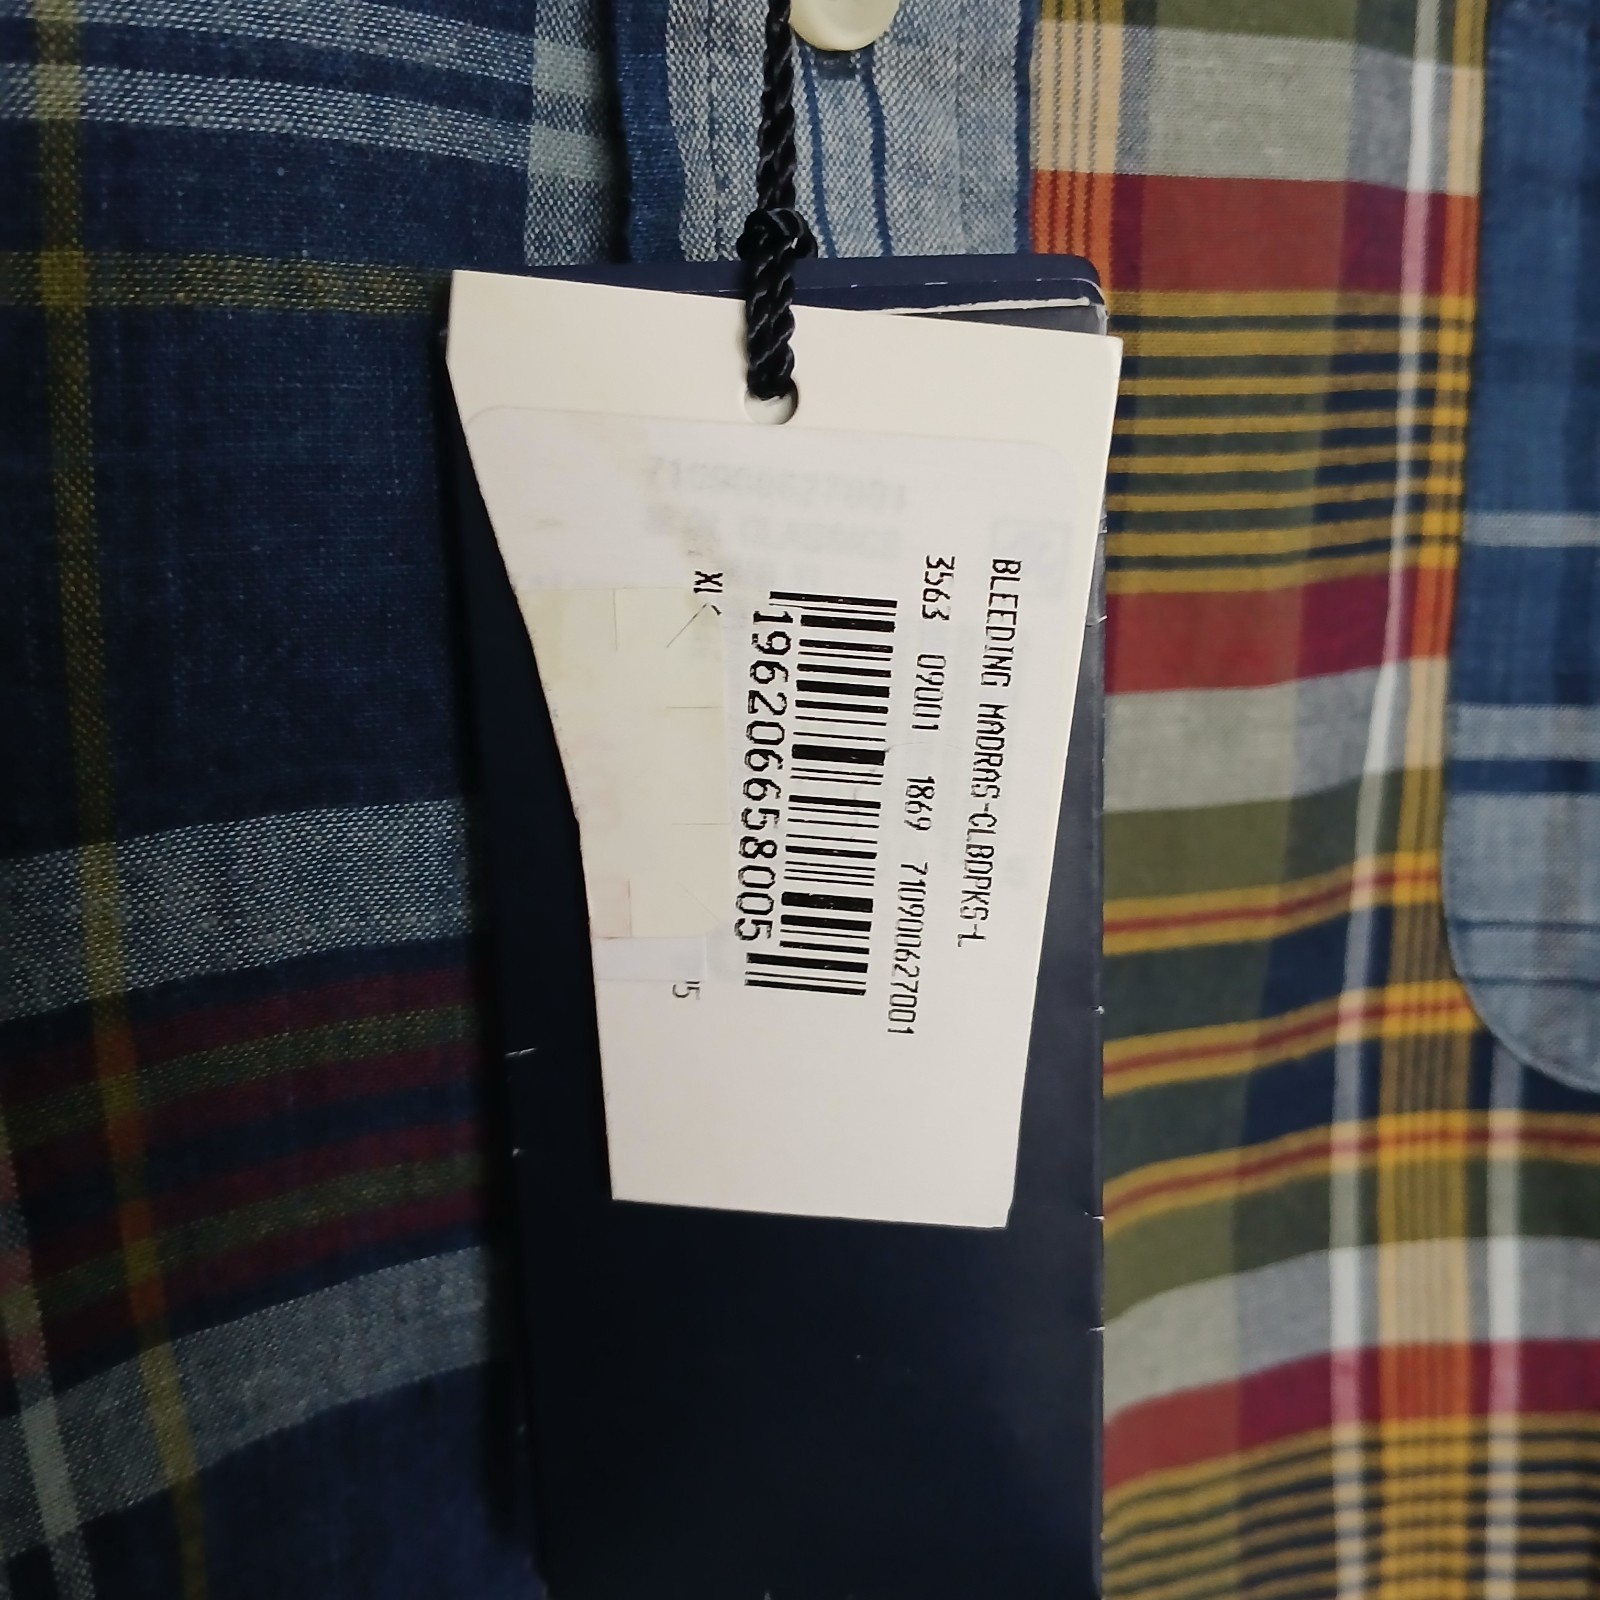 BLEEDING MADRAS-CLBDPKS-L
3563 09001 1869 710900627001
196206658005
XL